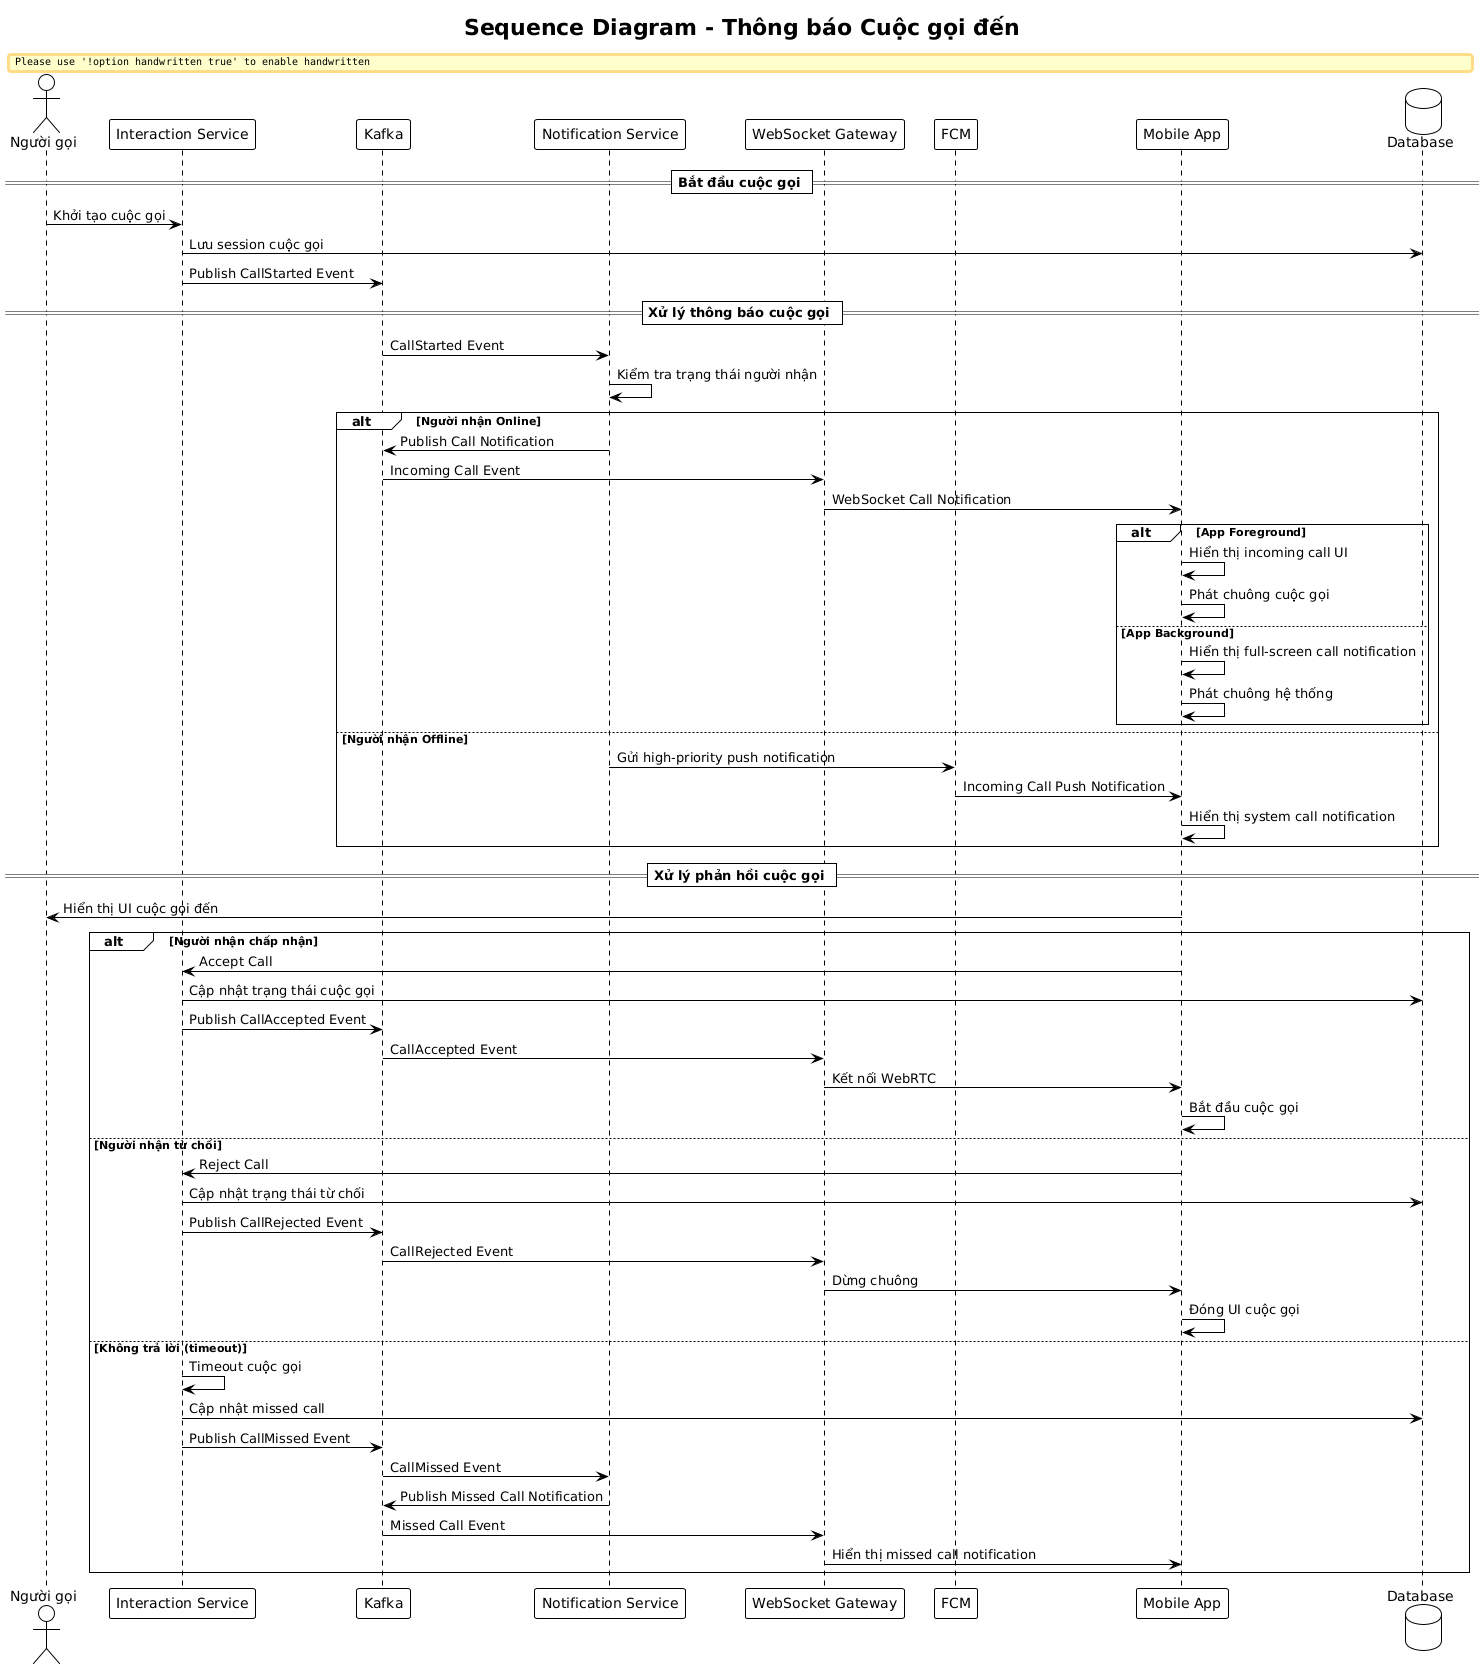 Sequence Diagram - Thông báo Cuộc gọi đến
Please use '!option handwritten true' to enable handwritten
Người gọi
Interaction Service
Kafka
Notification Service
WebSocket Gateway
FCM
Mobile App
Database
Bắt đầu cuộc gọi
Khởi tạo cuộc gọi
Lưu session cuộc gọi
Publish CallStarted Event
Xử lý thông báo cuộc gọi
CallStarted Event
Kiểm tra trạng thái người nhận
alt [Người nhận Online]
Publish Call Notification
Incoming Call Event
WebSocket Call Notification
alt [App Foreground]
Hiển thị incoming call UI
Phát chuông cuộc gọi
[App Background]
Hiển thị full-screen call notification
Phát chuông hệ thống
[Người nhận Offline]
Gửi high-priority push notification
Incoming Call Push Notification
Hiển thị system call notification
Xử lý phản hồi cuộc gọi
Hiển thị UI cuộc gọi đến
alt [Người nhận chấp nhận]
Accept Call
Cập nhật trạng thái cuộc gọi
Publish CallAccepted Event
CallAccepted Event
Kết nối WebRTC
Bắt đầu cuộc gọi
[Người nhận từ chối]
Reject Call
Cập nhật trạng thái từ chối
Publish CallRejected Event
CallRejected Event
Dừng chuông
Đóng UI cuộc gọi
[Không trả lời (timeout)]
Timeout cuộc gọi
Cập nhật missed call
Publish CallMissed Event
CallMissed Event
Publish Missed Call Notification
Missed Call Event
Hiển thị missed call notification
Người gọi
Interaction Service
Kafka
Notification Service
WebSocket Gateway
FCM
Mobile App
Database